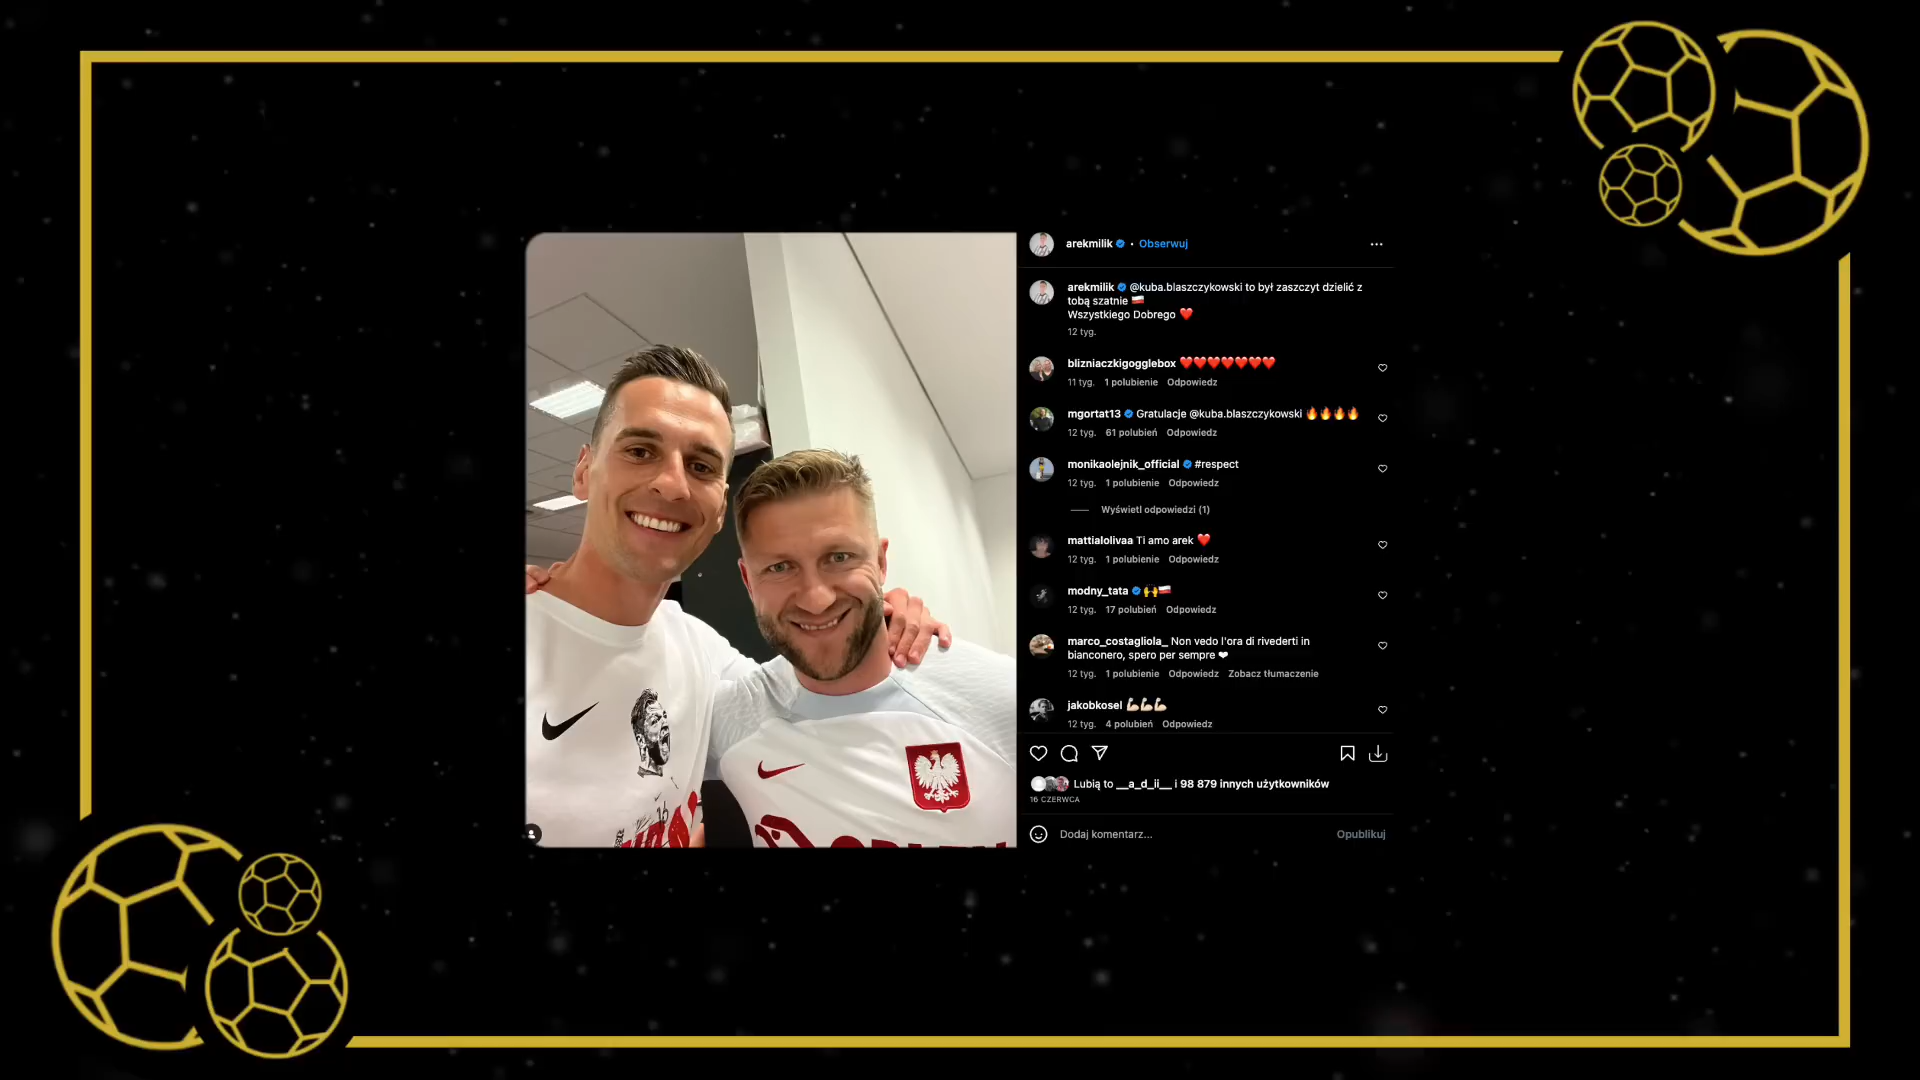 arekmilik • Obserwuj
arekmilik @kuba.blaszczykowski to był zaszczyt dzielić z
tobą szatnie 🇵🇱
Wszystkiego Dobrego ❤️
12 tyg.
blizniaczkigogglebox ❤️❤️❤️❤️❤️❤️❤️
11 tyg. 1 polubienie Odpowiedz
mgortat13 Gratulacje @kuba.blaszczykowski 🔥🔥🔥🔥
12 tyg. 61 polubień Odpowiedz
monikaolejnik_official #respect
12 tyg. 1 polubienie Odpowiedz
Wyświetl odpowiedzi (1)
mattialolivaa Ti amo arek ❤️
12 tyg. 1 polubienie Odpowiedz
modny_tata 🙌🇵🇱
12 tyg. 17 polubień Odpowiedz
marco_costagliola_ Non vedo l'ora di rivederti in
bianconero, spero per sempre ❤
12 tyg. 1 polubienie Odpowiedz Zobacz tłumaczenie
jakobkosel 💪🏻💪🏻💪🏻
12 tyg. 4 polubień Odpowiedz
Lubią to __a_d_ii__ i 98 879 innych użytkowników
16 CZERWCA
Dodaj komentarz... Opublikuj